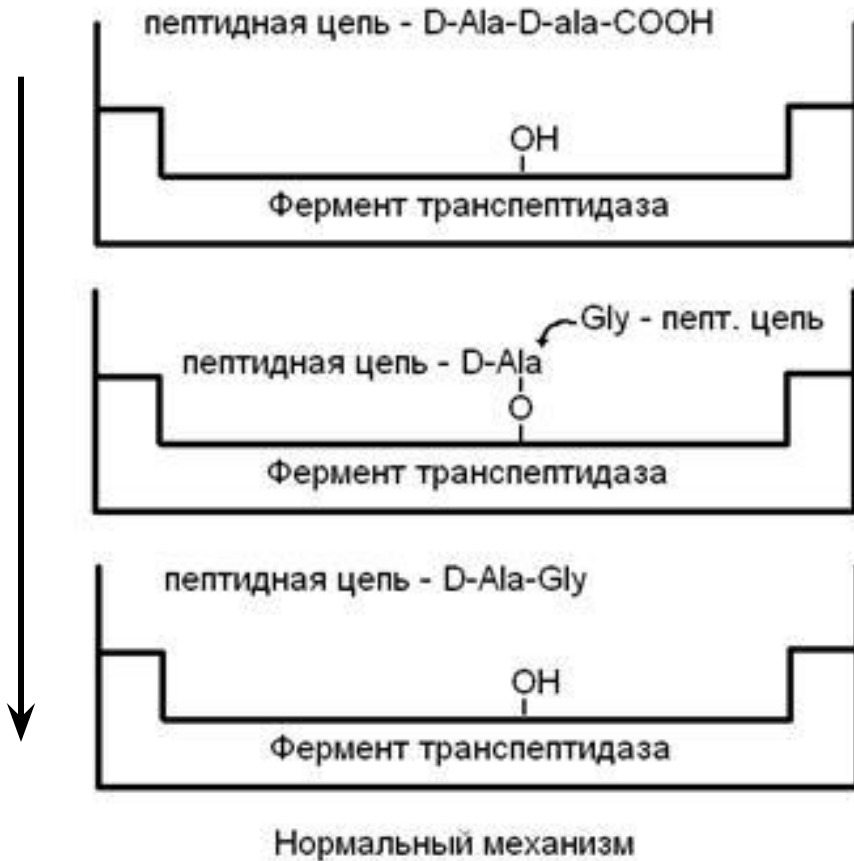 пептидная цепь - D-Ala-D-ala-COOH
OH
Фермент транспептидаза
Gly - пепт. цепь
пептидная цепь - D-Ala
O
Фермент транспептидаза
пептидная цепь - D-Ala-Gly
OH
Фермент транспептидаза
Нормальный механизм